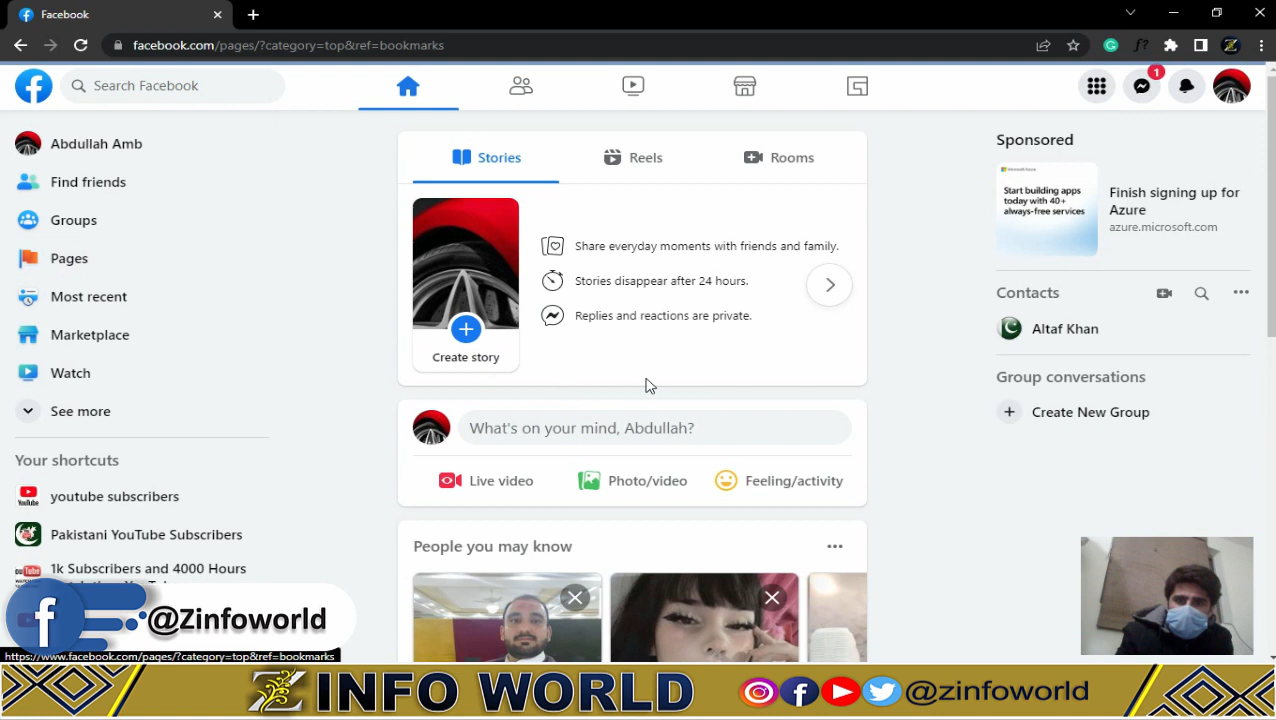 Facebook
facebook.com/pages/?category=top&ref=bookmarks
Search Facebook
1
Abdullah Amb
Find friends
Groups
Pages
Most recent
Marketplace
Watch
See more
Your shortcuts
youtube subscribers
Pakistani YouTube Subscribers
1k Subscribers and 4000 Hours
Stories
Reels
Rooms
Share everyday moments with friends and family.
Stories disappear after 24 hours.
Replies and reactions are private.
Create story
What's on your mind, Abdullah?
Live video
Photo/video
Feeling/activity
People you may know
Sponsored
Start building apps
today with 40+
always-free services
Finish signing up for
Azure
azure.microsoft.com
Contacts
Altaf Khan
Group conversations
Create New Group
@Zinfoworld
https://www.facebook.com/pages/?category=top&ref=bookmarks
Z INFO WORLD
@zinfoworld